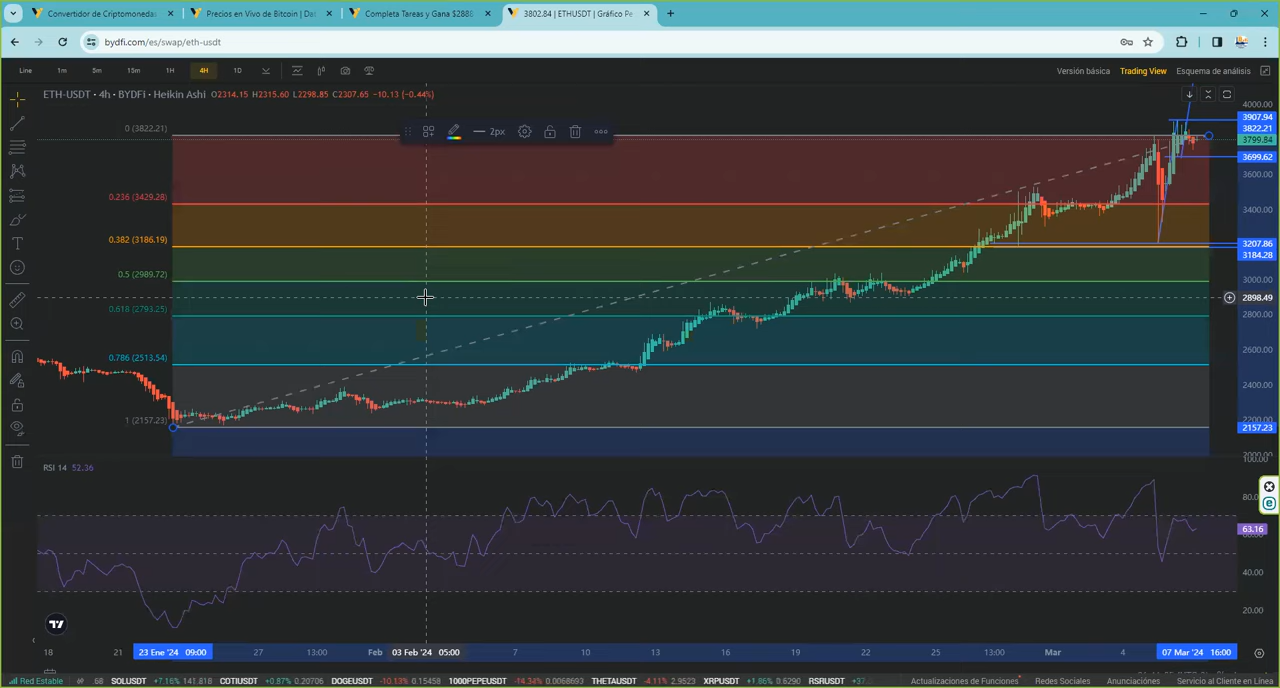 Convertidor de Criptomonedas
Precios en Vivo de Bitcoin | Dat
Completa Tareas y Gana $2888
3802.84 | ETHUSDT | Gráfico Pe
bydfi.com/es/swap/eth-usdt
Line 1m 5m 15m 1H 4H 1D
Versión básica Trading View Esquema de análisis
ETH-USDT · 4h · BYDFi · Heikin Ashi O2314.15 H2315.60 L2298.85 C2307.65 -10.13 (-0.44%)
4000.00
3907.94
0 (3822.21)
2px
3822.21
3799.84
3699.62
3600.00
0.236 (3429.28)
3400.00
0.382 (3186.19)
3207.86
3184.28
0.5 (2989.72)
3000.00
2898.49
0.618 (2793.25)
2800.00
2600.00
0.786 (2513.54)
2400.00
1 (2157.23)
2200.00
2157.23
2000.00
100.00
RSI 14 52.36
80.00
63.16
60.00
40.00
20.00
18 21 23 Ene '24 09:00 27 13:00 Feb 03 Feb '24 05:00 7 10 13 16 19 22 25 13:00 Mar 4 07 Mar '24 16:00
Red Estable 68 SOLUSDT +7.16% 141.818 COTIUSDT +0.87% 0.20706 DOGEUSDT -10.13% 0.15458 1000PEPEUSDT -14.34% 0.0068693 THETAUSDT -4.11% 2.9523 XRPUSDT +1.86% 0.6290 RSRUSDT +37. Actualizaciones de Funciones Redes Sociales Anunciaciones Servicio al Cliente en Línea